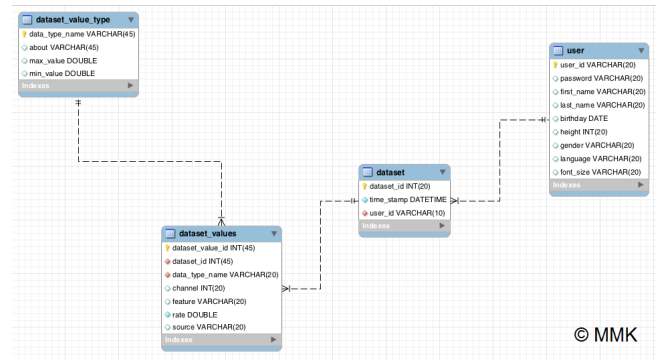 dataset_value_type
data_type_name VARCHAR(45)
about VARCHAR(45)
max_value DOUBLE
min_value DOUBLE
Indexes
user
user_id VARCHAR(20)
password VARCHAR(20)
first_name VARCHAR(20)
last_name VARCHAR(20)
birthday DATE
height INT(20)
gender VARCHAR(20)
language VARCHAR(20)
font_size VARCHAR(20)
Indexes
dataset
dataset_id INT(20)
time_stamp DATETIME
user_id VARCHAR(10)
Indexes
dataset_values
dataset_value_id INT(45)
dataset_id INT(45)
data_type_name VARCHAR(20)
channel INT(20)
feature VARCHAR(20)
rate DOUBLE
source VARCHAR(20)
Indexes
© MMK